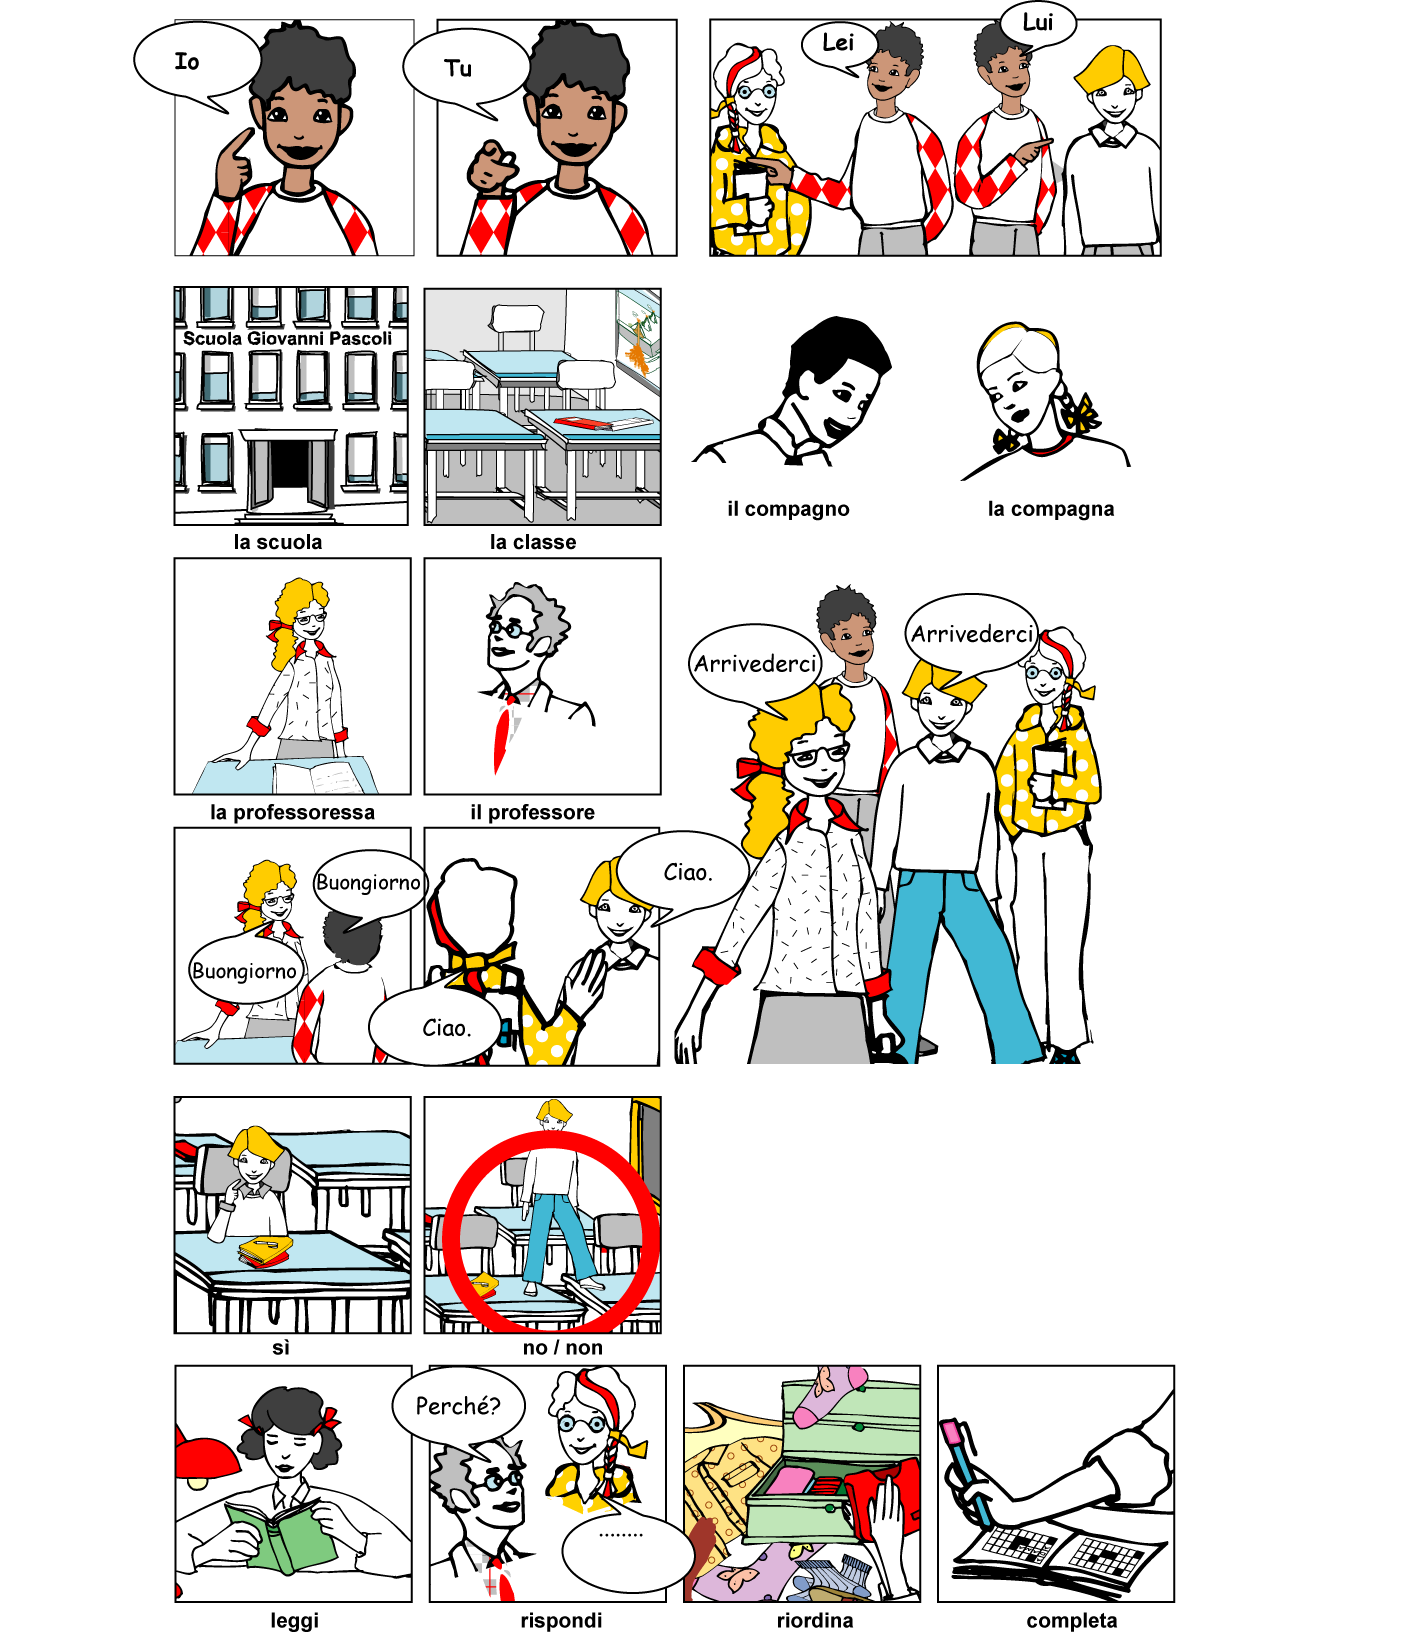 Io
Tu
Lei
Lui
Scuola Giovanni Pascoli
la scuola
la classe
il compagno
la compagna
Arrivederci
Arrivederci
la professoressa
il professore
Buongiorno
Buongiorno
Ciao.
Ciao.
sì
no / non
Perché?
........
leggi
rispondi
riordina
completa